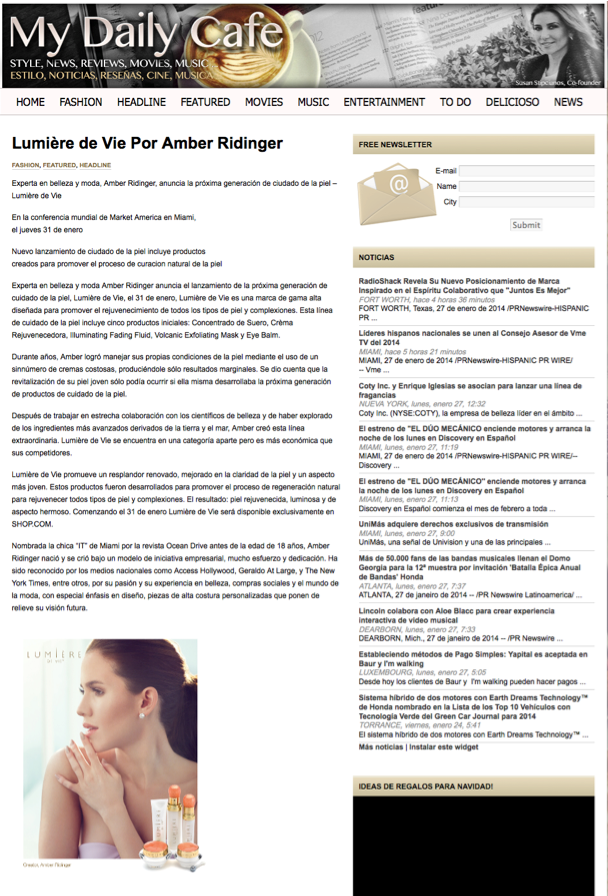 My Daily Cafe
STYLE, NEWS, REVIEWS, MOVIES, MUSIC
ESTILO, NOTICIAS, RESEÑAS, CINE, MUSICA
Susan Stipcianos, Co-founder
HOME FASHION HEADLINE FEATURED MOVIES MUSIC ENTERTAINMENT TO DO DELICIOSO NEWS
Lumière de Vie Por Amber Ridinger
FASHION, FEATURED, HEADLINE
Experta en belleza y moda, Amber Ridinger, anuncia la próxima generación de ciudado de la piel –
Lumière de Vie
En la conferencia mundial de Market America en Miami,
el jueves 31 de enero
Nuevo lanzamiento de ciudado de la piel incluye productos
creados para promover el proceso de curacion natural de la piel
Experta en belleza y moda Amber Ridinger anuncia el lanzamiento de la próxima generación de
cuidado de la piel, Lumière de Vie, el 31 de enero, Lumière de Vie es una marca de gama alta
diseñada para promover el rejuvenecimiento de todos los tipos de piel y complexiones. Esta línea
de cuidado de la piel incluye cinco productos iniciales: Concentrado de Suero, Créma
Rejuvenecedora, Illuminating Fading Fluid, Volcanic Exfoliating Mask y Eye Balm.
Durante años, Amber logró manejar sus propias condiciones de la piel mediante el uso de un
sinnúmero de cremas costosas, produciéndole sólo resultados marginales. Se dio cuenta que la
revitalización de su piel joven sólo podía ocurrir si ella misma desarrollaba la próxima generación
de productos de cuidado de la piel.
Después de trabajar en estrecha colaboración con los científicos de belleza y de haber explorado
de los ingredientes más avanzados derivados de la tierra y el mar, Amber creó esta línea
extraordinaria. Lumière de Vie se encuentra en una categoría aparte pero es más económica que
sus competidores.
Lumière de Vie promueve un resplandor renovado, mejorado en la claridad de la piel y un aspecto
más joven. Estos productos fueron desarrollados para promover el proceso de regeneración natural
para rejuvenecer todos tipos de piel y complexiones. El resultado: piel rejuvenecida, luminosa y de
aspecto hermoso. Comenzando el 31 de enero Lumière de Vie será disponible exclusivamente en
SHOP.COM.
Nombrada la chica "IT" de Miami por la revista Ocean Drive antes de la edad de 18 años, Amber
Ridinger nació y se crió bajo un modelo de iniciativa empresarial, mucho esfuerzo y dedicación. Ha
sido reconocido por los medios nacionales como Access Hollywood, Geraldo At Large, y The New
York Times, entre otros, por su pasión y su experiencia en belleza, compras sociales y el mundo de
la moda, con especial énfasis en diseño, piezas de alta costura personalizadas que ponen de
relieve su visión futura.
LUMIÈRE
DE VIE
FREE NEWSLETTER
E-mail
Name
City
Submit
NOTICIAS
RadioShack Revela Su Nuevo Posicionamiento de Marca
Inspirado en el Espíritu Colaborativo que "Juntos Es Mejor"
FORT WORTH, hace 4 horas 36 minutos
FORT WORTH, Texas, 27 de enero de 2014 /PRNewswire-HISPANIC
PR ...
Líderes hispanos nacionales se unen al Consejo Asesor de Vme
TV del 2014
MIAMI, hace 5 horas 21 minutos
MIAMI, 27 de enero de 2014 /PRNewswire-HISPANIC PR WIRE/
-- Vme ...
Coty Inc. y Enrique Iglesias se asocian para lanzar una línea de
fragancias
NUEVA YORK, lunes, enero 27, 12:32
Coty Inc. (NYSE:COTY), la empresa de belleza líder en el ámbito ...
El estreno de "EL DÚO MECÁNICO enciende motores y arranca la
noche de los lunes en Discovery en Español
MIAMI, lunes, enero 27, 11:19
MIAMI, 27 de enero de 2014 /PRNewswire-HISPANIC PR WIRE/--
Discovery ...
El estreno de "EL DÚO MECÁNICO" enciende motores y arranca
la noche de los lunes en Discovery en Español
MIAMI, lunes, enero 27, 11:13
Discovery en Español comienza el mes de febrero a toda ...
UniMás adquiere derechos exclusivos de transmisión
MIAMI, lunes, enero 27, 9:00
UniMás, una señal de Univision y una de las principales ...
Más de 50.000 fans de las bandas musicales llenan el Domo
Georgia para la 12ª muestra por invitación 'Batalla Épica Anual
de Bandas' Honda
ATLANTA, lunes, enero 27, 7:37
ATLANTA, 27 de janeiro de 2014 -- /PR Newswire Latinoamerica/ ...
Lincoln colabora con Aloe Blacc para crear experiencia
interactiva de video musical
DEARBORN, lunes, enero 27, 7:33
DEARBORN, Mich., 27 de janeiro de 2014 -- /PR Newswire ...
Estableciendo métodos de Pago Simples: Yapital es aceptada en
Baur y I'm walking
LUXEMBOURG, lunes, enero 27, 5:05
Desde hoy los clientes de Baur y I'm walking pueden hacer pagos ...
Sistema híbrido de dos motores con Earth Dreams Technology™
de Honda nombrado en la Lista de los Top 10 Vehículos con
Tecnología Verde del Green Car Journal para 2014
TORRANCE, viernes, enero 24, 5:41
El sistema híbrido de dos motores con Earth Dreams Technology™ ...
Más noticias | Instalar este widget
IDEAS DE REGALOS PARA NAVIDAD!